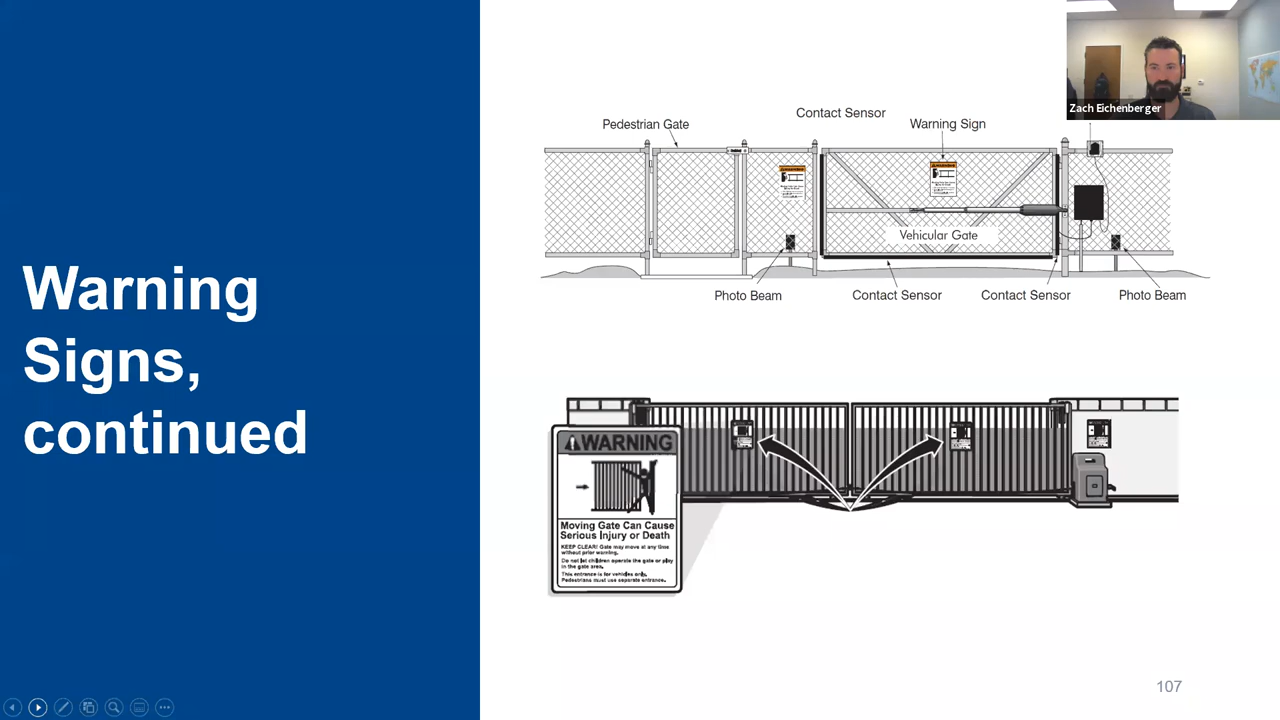 Warning
Signs,
continued
Contact Sensor
Pedestrian Gate
Warning Sign
Vehicular Gate
Photo Beam
Contact Sensor
Contact Sensor
Photo Beam
WARNING
Moving Gate Can Cause
Serious Injury or Death
KEEP CLEAR! Gate may move at any time
without prior warning.
Do not let children operate the gate or play
in the gate area.
This entrance is for vehicles only.
Pedestrians must use separate entrance.
Zach Eichenberger
107